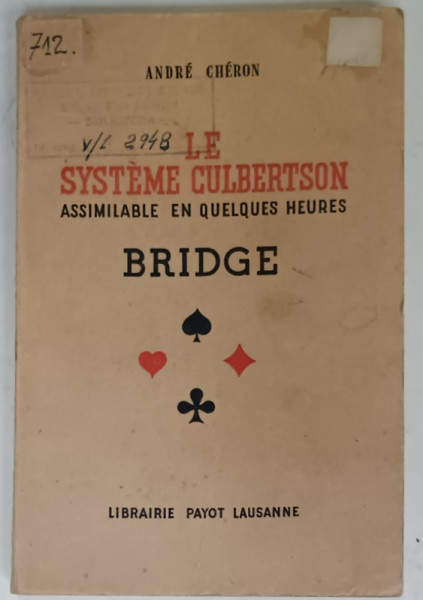 712.
ANDRÉ CHÉRON
V/L 2948
LE
SYSTÈME CULBERTSON
ASSIMILABLE EN QUELQUES HEURES
BRIDGE
LIBRAIRIE PAYOT LAUSANNE